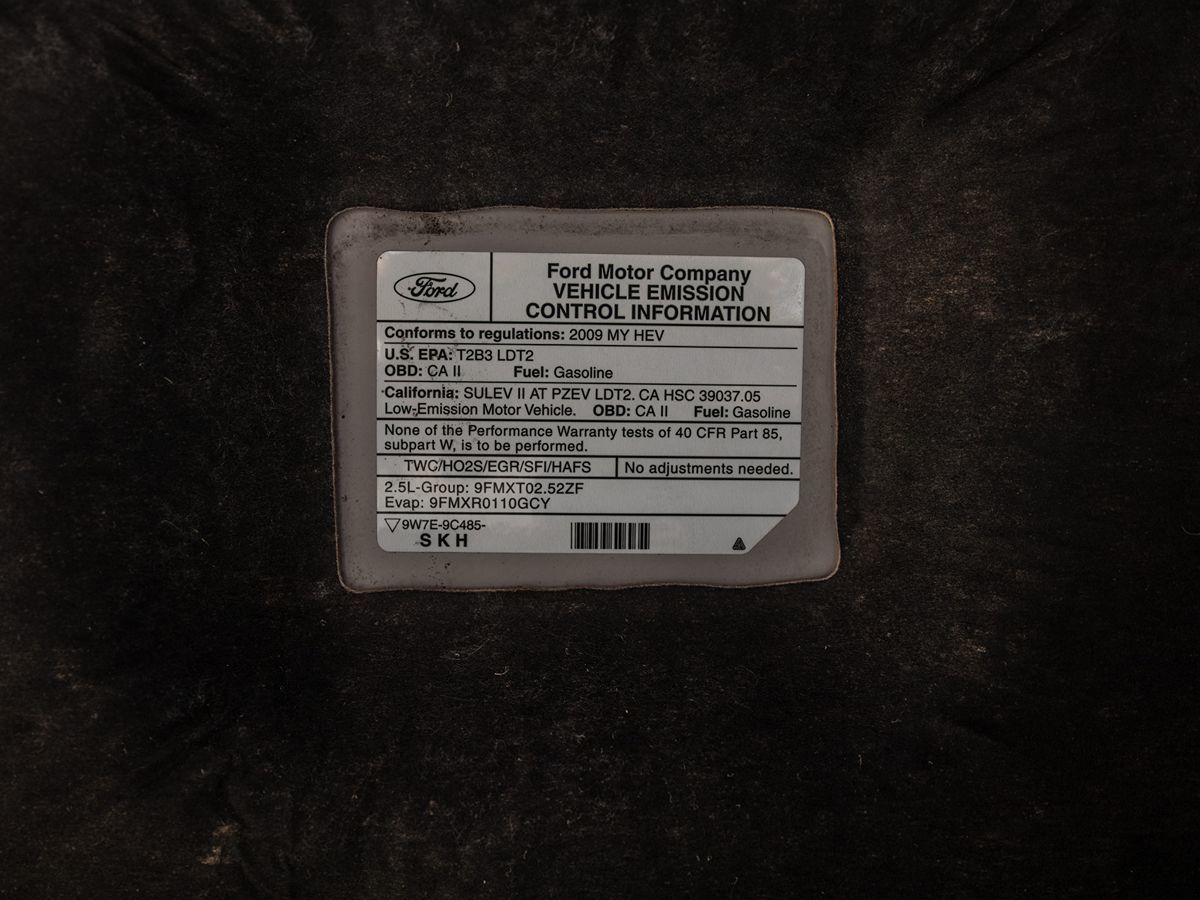 Ford
Ford Motor Company
VEHICLE EMISSION
CONTROL INFORMATION
Conforms to regulations: 2009 MY HEV
U.S. EPA: T2B3 LDT2
OBD: CA II Fuel: Gasoline
California: SULEV II AT PZEV LDT2. CA HSC 39037.05
Low-Emission Motor Vehicle. OBD: CA II Fuel: Gasoline
None of the Performance Warranty tests of 40 CFR Part 85,
subpart W, is to be performed.
TWC/HO2S/EGR/SFI/HAFS No adjustments needed.
2.5L-Group: 9FMXT02.52ZF
Evap: 9FMXR0110GCY
9W7E-9C485-
SKH